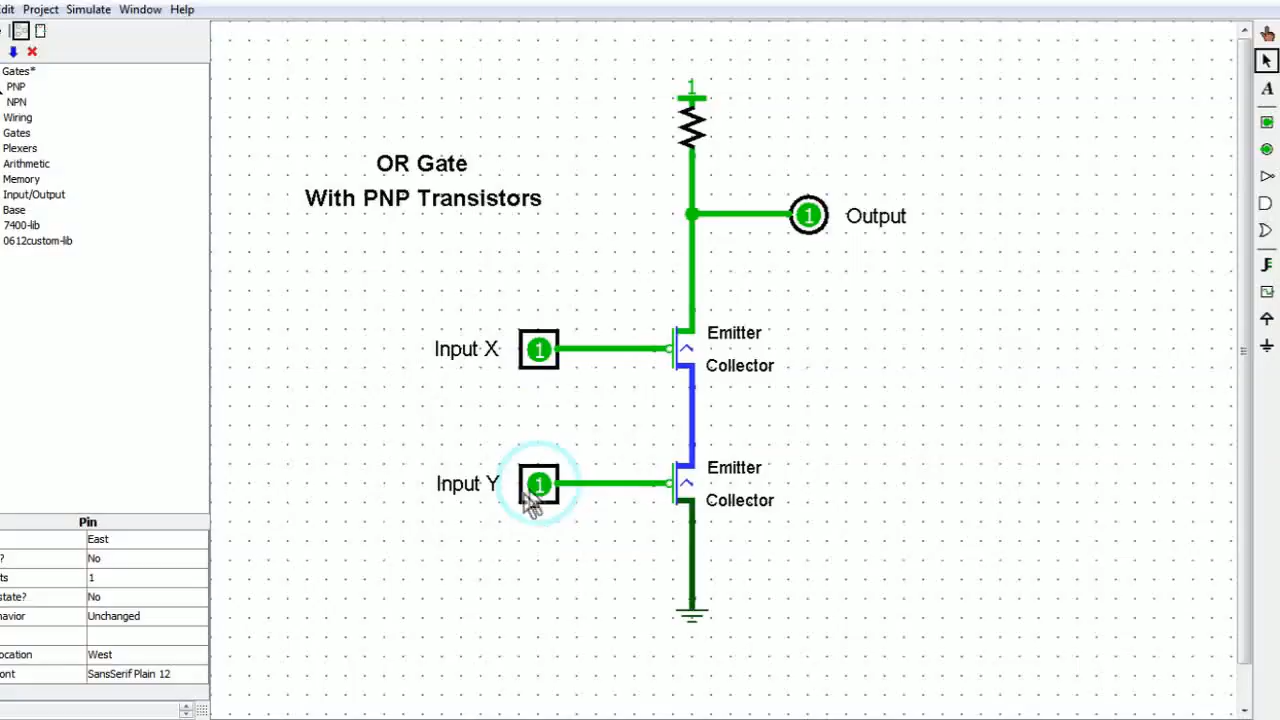 dit Project Simulate Window Help
Gates*
PNP
NPN
Wiring
Gates
Plexers
Arithmetic
Memory
Input/Output
Base
7400-lib
0612custom-lib
A
1
OR Gate
With PNP Transistors
1 Output
Emitter
Input X 1
Collector
Emitter
Input Y 1
Collector
Pin
East
? No
ts 1
state? No
havior Unchanged
ocation West
ont SansSerif Plain 12